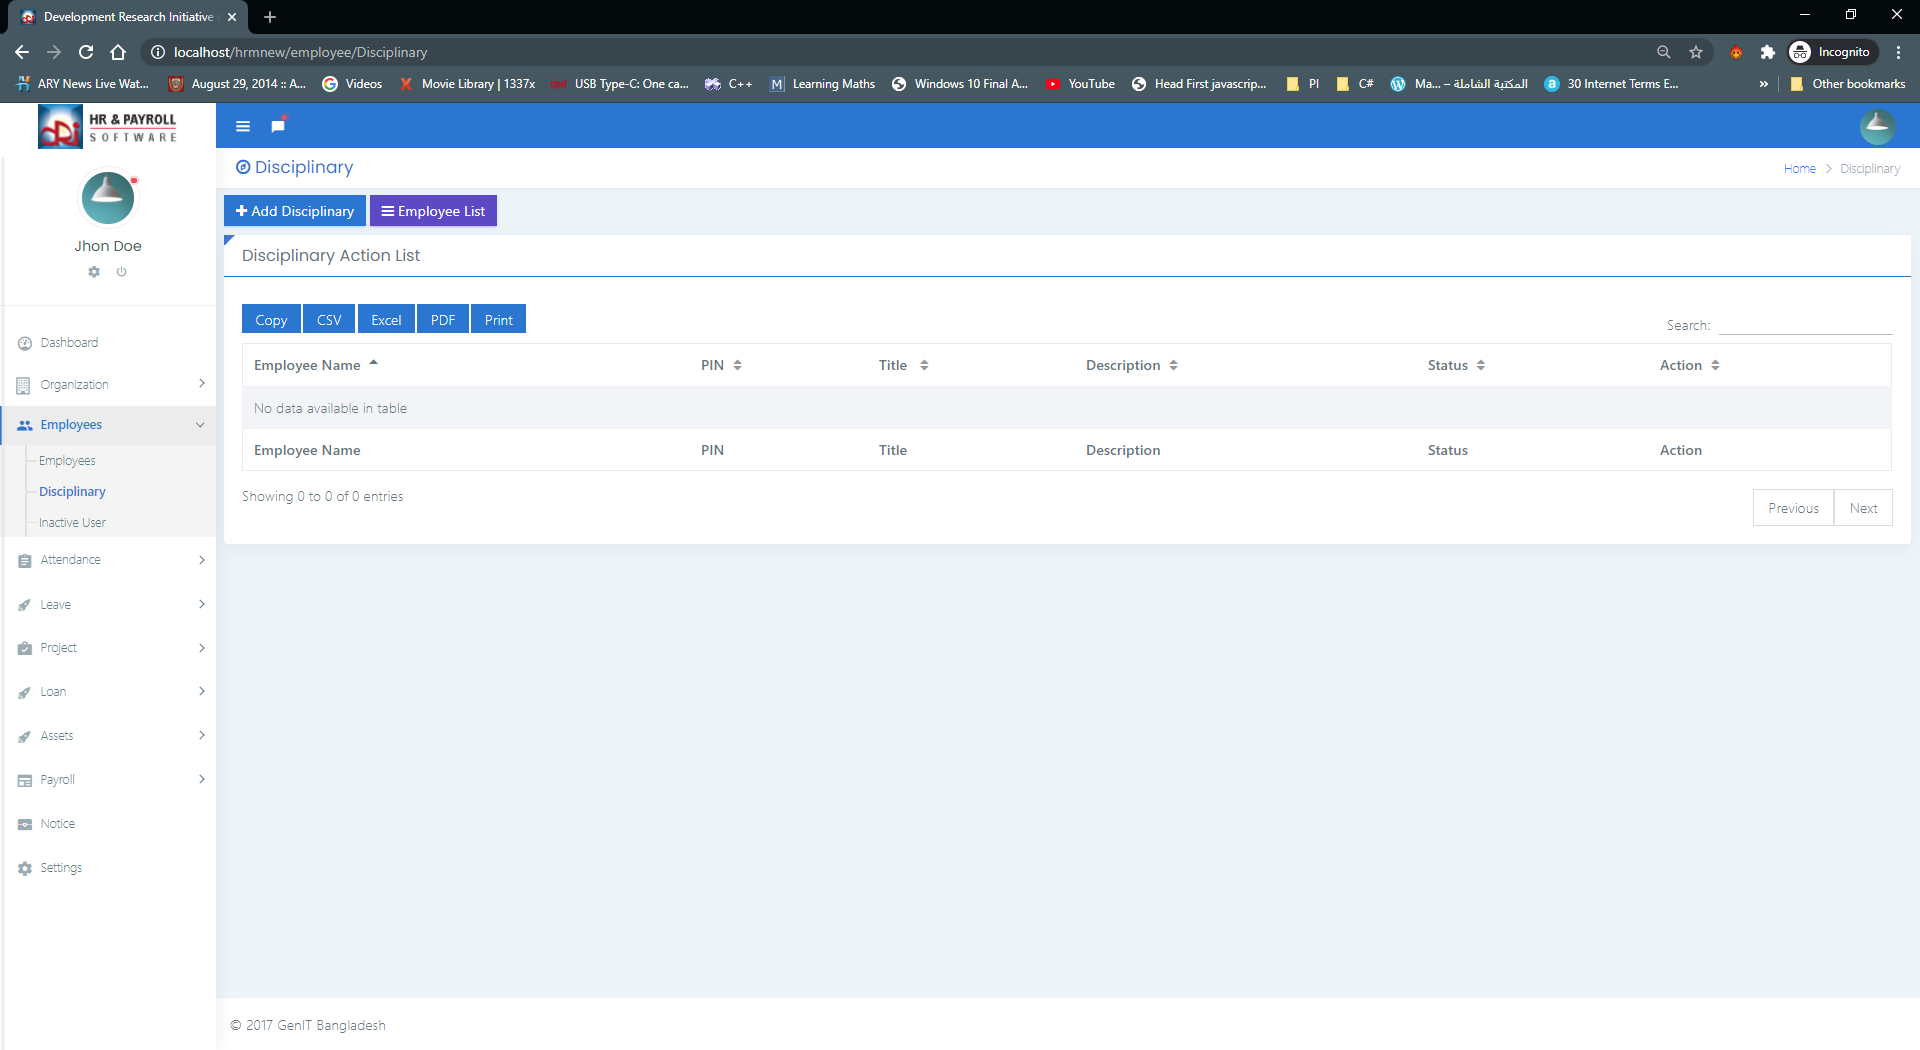 Development Research Initiative
localhost/hrmnew/employee/Disciplinary
Incognito
ARY News Live Wat...
August 29, 2014 :: A...
Videos
Movie Library | 1337x
USB Type-C: One ca...
C++
Learning Maths
Windows 10 Final A...
YouTube
Head First javascrip...
PI
C#
Ma... – المكتبة الشاملة
30 Internet Terms E...
»
Other bookmarks
HR & PAYROLL
SOFTWARE
Jhon Doe
Dashboard
Organization
Employees
Employees
Disciplinary
Inactive User
Attendance
Leave
Project
Loan
Assets
Payroll
Notice
Settings
Disciplinary
Home > Disciplinary
Add Disciplinary
Employee List
Disciplinary Action List
Copy CSV Excel PDF Print
Search:
Employee Name PIN Title Description Status Action
No data available in table
Employee Name PIN Title Description Status Action
Showing 0 to 0 of 0 entries
Previous Next
© 2017 GenIT Bangladesh